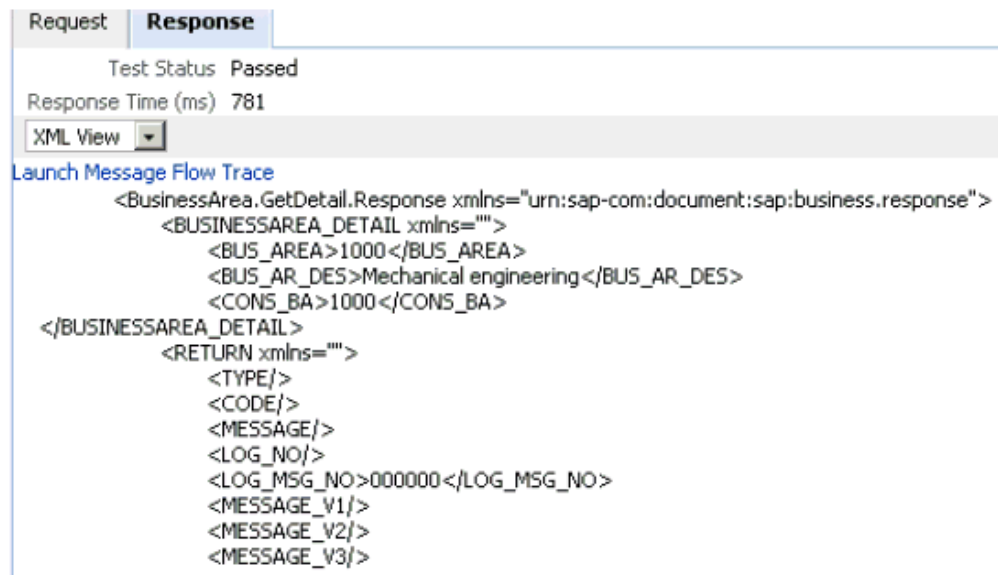 Request Response
Test Status Passed
Response Time (ms) 781
XML View
Launch Message Flow Trace
<BusinessArea.GetDetail.Response xmlns="urn:sap-com:document:sap:business.response">
<BUSINESSAREA_DETAIL xmlns="">
<BUS_AREA>1000</BUS_AREA>
<BUS_AR_DES>Mechanical engineering</BUS_AR_DES>
<CONS_BA>1000</CONS_BA>
</BUSINESSAREA_DETAIL>
<RETURN xmlns="">
<TYPE/>
<CODE/>
<MESSAGE/>
<LOG_NO/>
<LOG_MSG_NO>000000</LOG_MSG_NO>
<MESSAGE_V1/>
<MESSAGE_V2/>
<MESSAGE_V3/>